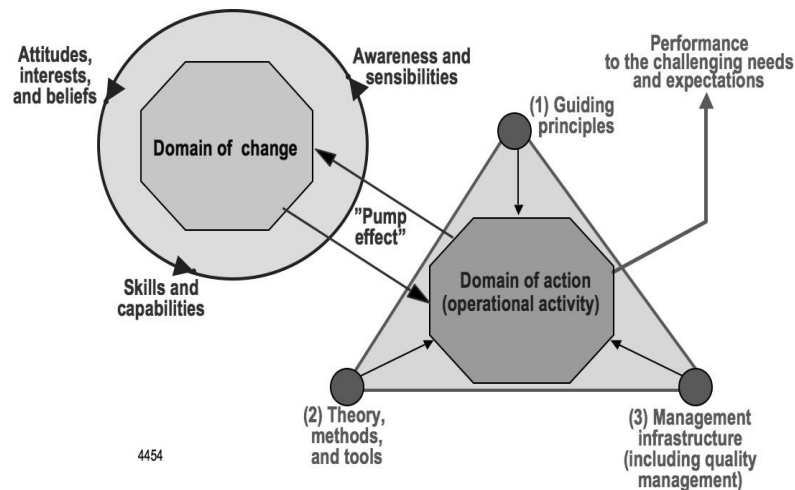 Attitudes,
interests,
and beliefs
Awareness and
sensibilities
Domain of change
Skills and
capabilities
”Pump
effect”
Performance
to the challenging needs
and expectations
(1) Guiding
principles
Domain of action
(operational activity)
(2) Theory,
methods,
and tools
(3) Management
infrastructure
(including quality
management)
4454